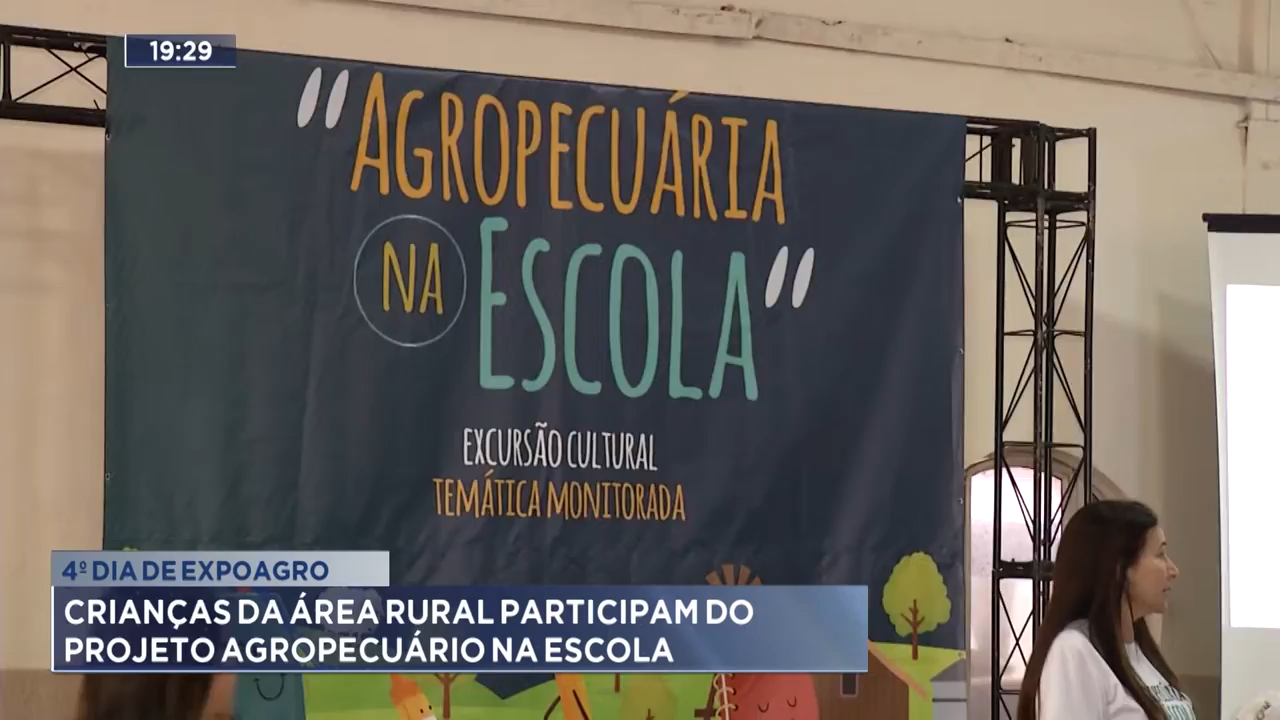 19:29
"AGROPECUÁRIA
NA ESCOLA"
EXCURSÃO CULTURAL
TEMÁTICA MONITORADA
4º DIA DE EXPOAGRO
CRIANÇAS DA ÁREA RURAL PARTICIPAM DO
PROJETO AGROPECUÁRIO NA ESCOLA